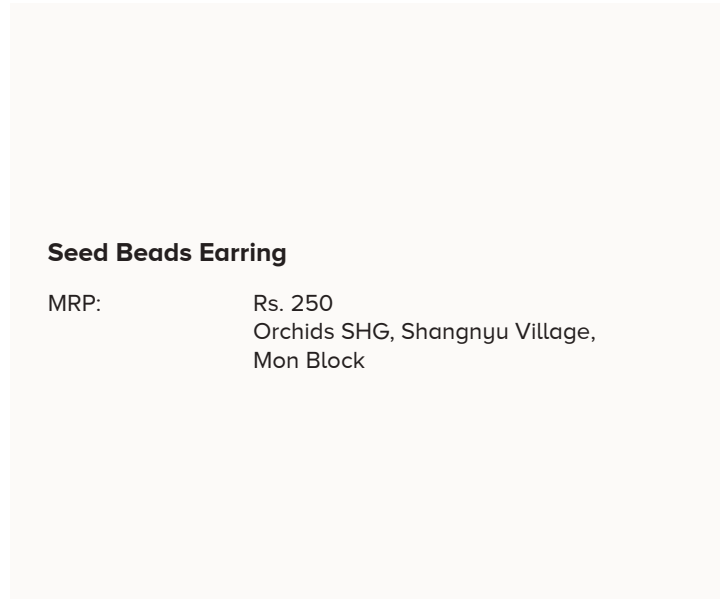 Seed Beads Earring
MRP: Rs. 250
Orchids SHG, Shangnyu Village,
Mon Block